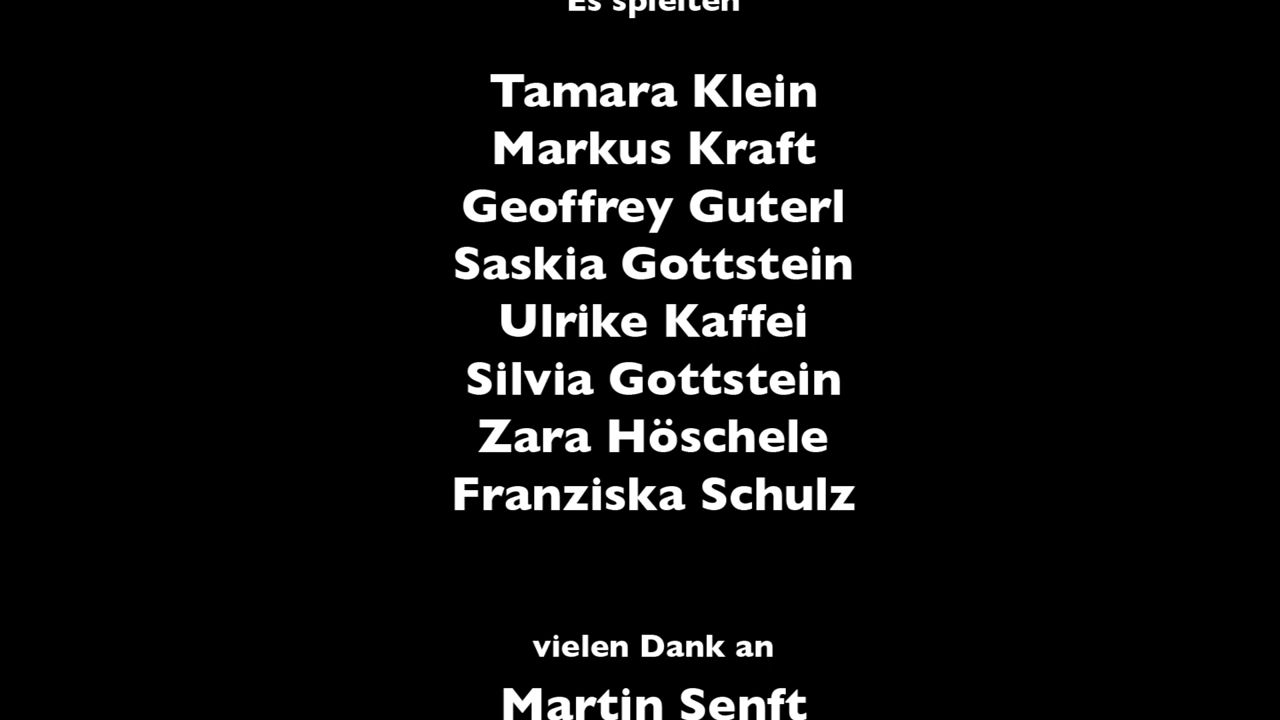 Es spielten
Tamara Klein
Markus Kraft
Geoffrey Guterl
Saskia Gottstein
Ulrike Kaffei
Silvia Gottstein
Zara Höschele
Franziska Schulz
vielen Dank an
Martin Senft